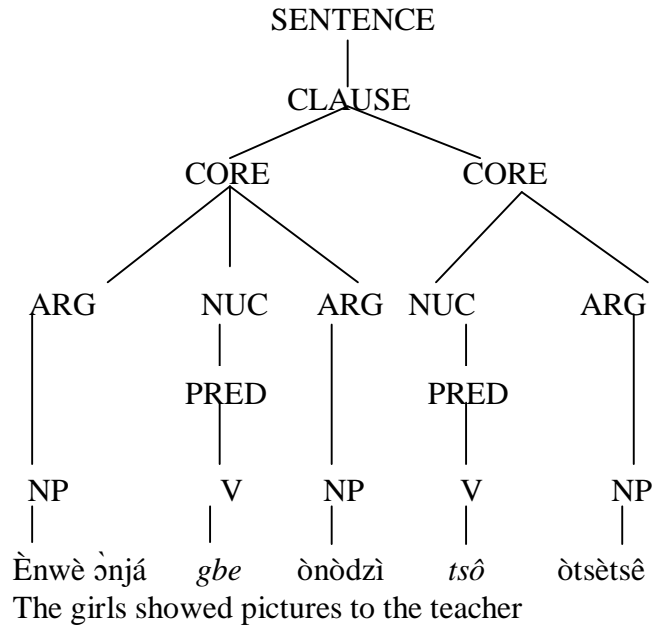 SENTENCE
CLAUSE
CORE CORE
ARG NUC ARG NUC ARG
PRED PRED
NP V NP V NP
Ènwè ɔ̀njá gbe ònòdzì tsô òtsètsê
The girls showed pictures to the teacher